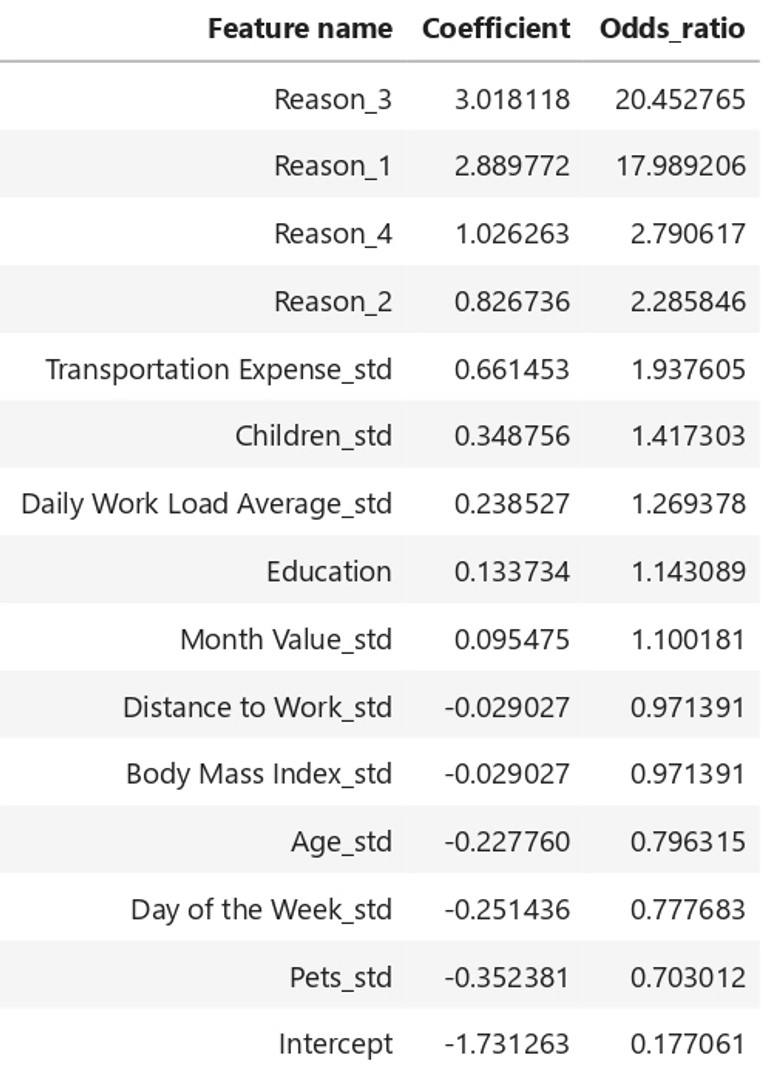 Feature name Coefficient Odds_ratio
Reason_3 3.018118 20.452765
Reason_1 2.889772 17.989206
Reason_4 1.026263 2.790617
Reason_2 0.826736 2.285846
Transportation Expense_std 0.661453 1.937605
Children_std 0.348756 1.417303
Daily Work Load Average_std 0.238527 1.269378
Education 0.133734 1.143089
Month Value_std 0.095475 1.100181
Distance to Work_std -0.029027 0.971391
Body Mass Index_std -0.029027 0.971391
Age_std -0.227760 0.796315
Day of the Week_std -0.251436 0.777683
Pets_std -0.352381 0.703012
Intercept -1.731263 0.177061